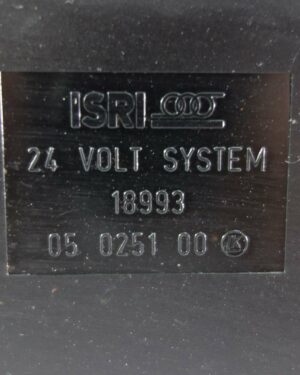 ISRI
24 VOLT SYSTEM
18993
05 0251 00